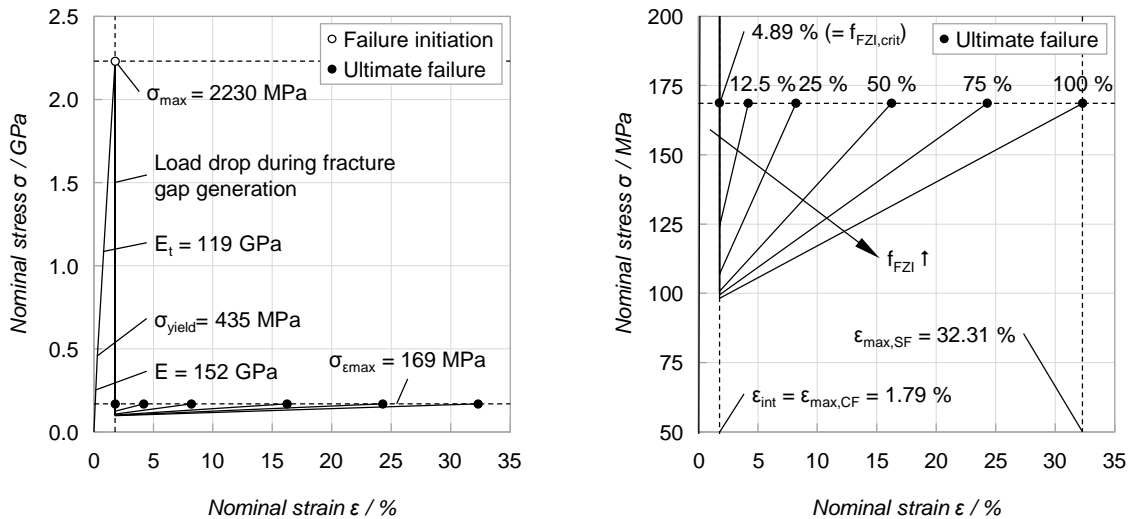 2.5
2.0
1.5
1.0
0.5
0.0
Nominal stress σ / GPa
Failure initiation
Ultimate failure
σmax = 2230 MPa
Load drop during fracture
gap generation
Et = 119 GPa
σyield= 435 MPa
E = 152 GPa
σεmax = 169 MPa
0 5 10 15 20 25 30 35
Nominal strain ε / %
200
175
150
125
100
75
50
Nominal stress σ / MPa
4.89 % (= fFZI,crit)
Ultimate failure
12.5 % 25 % 50 % 75 % 100 %
fFZI ↑
εmax,SF = 32.31 %
εint = εmax,CF = 1.79 %
0 5 10 15 20 25 30 35
Nominal strain ε / %